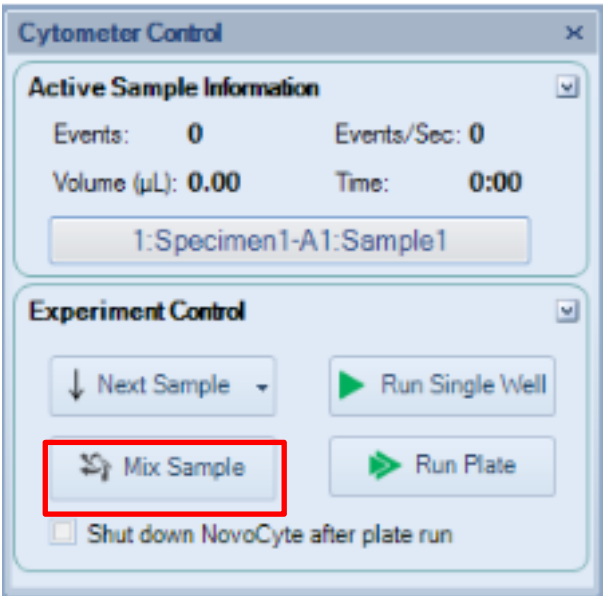 Cytometer Control
Active Sample Information
Events: 0 Events/Sec: 0
Volume (µL): 0.00 Time: 0:00
1:Specimen1-A1:Sample1
Experiment Control
Next Sample Run Single Well
Mix Sample Run Plate
Shut down NovoCyte after plate run